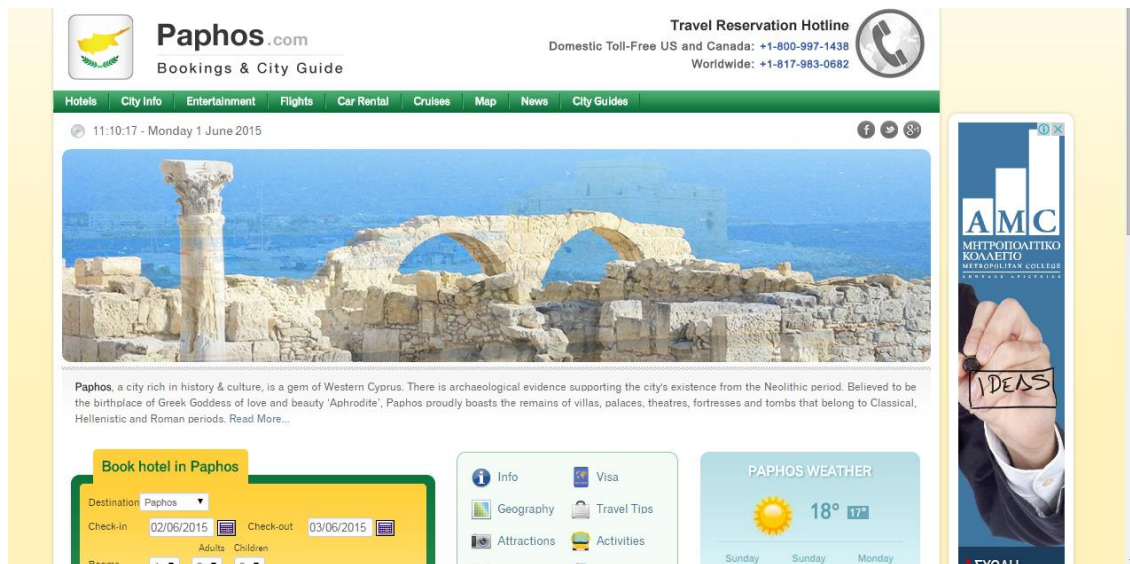 Paphos.com
Bookings & City Guide
Travel Reservation Hotline
Domestic Toll-Free US and Canada: +1-800-997-1438
Worldwide: +1-817-983-0682
Hotels City Info Entertainment Flights Car Rental Cruises Map News City Guides
11:10:17 - Monday 1 June 2015
Paphos, a city rich in history & culture, is a gem of Western Cyprus. There is archaeological evidence supporting the city's existence from the Neolithic period. Believed to be
the birthplace of Greek Goddess of love and beauty 'Aphrodite', Paphos proudly boasts the remains of villas, palaces, theatres, fortresses and tombs that belong to Classical,
Hellenistic and Roman periods. Read More...
Book hotel in Paphos
Destination Paphos
Check-in 02/06/2015 Check-out 03/06/2015
Adults Children
Info Visa
Geography Travel Tips
Attractions Activities
PAPHOS WEATHER
18° 17°
Sunday Sunday Monday
AMC
ΜΗΤΡΟΠΟΛΙΤΙΚΟ
ΚΟΛΛΕΓΙΟ
METROPOLITAN COLLEGE
IDEAS